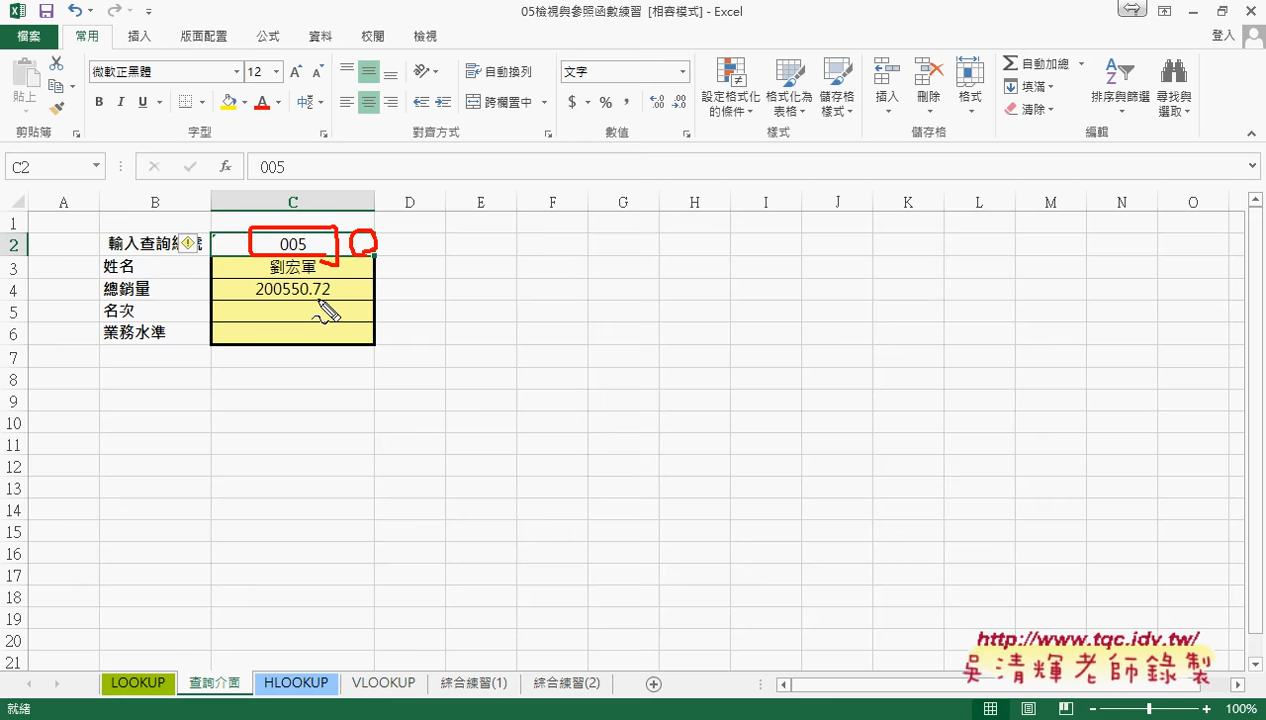 05檢視與參照函數練習 [相容模式] - Excel
檔案 常用 插入 版面配置 公式 資料 校閱 檢視 登入
貼上 微軟正黑體 12 自動換列 文字 設定格式化的條件 格式化為表格 儲存格樣式 插入 刪除 格式 自動加總 填滿 清除 排序與篩選 尋找與選取
B I U 中 跨欄置中 $ % ,
剪貼簿 字型 對齊方式 數值 樣式 儲存格 編輯
C2 fx 005
A B C D E F G H I J K L M N O
1
2 輸入查詢 005
3 姓名 劉宏軍
4 總銷量 200550.72
5 名次
6 業務水準
7
8
9
10
11
12
13
14
15
16
17
18
19
20
21
http://www.tqc.idv.tw/
吳清輝老師錄製
LOOKUP 查詢介面 HLOOKUP VLOOKUP 綜合練習(1) 綜合練習(2)
就緒 100%